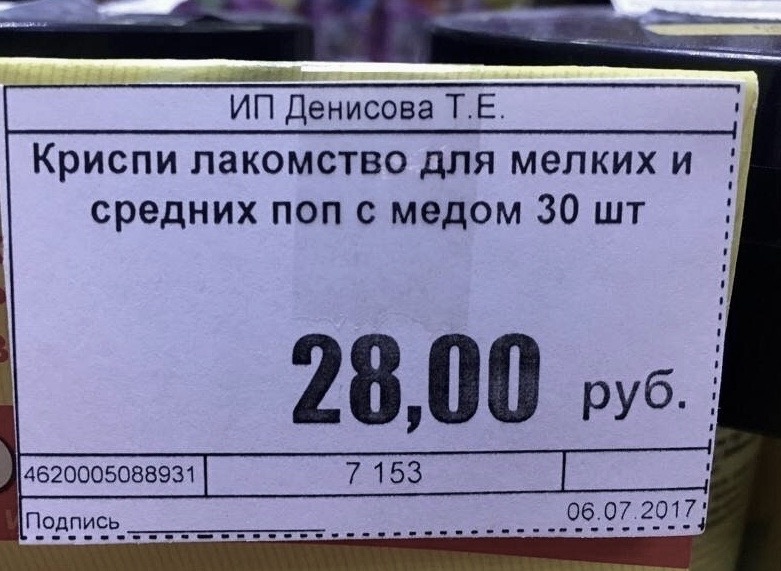 ИП Денисова Т.Е.
Криспи лакомство для мелких и
средних поп с медом 30 шт
28,00 руб.
4620005088931 7 153
Подпись 06.07.2017